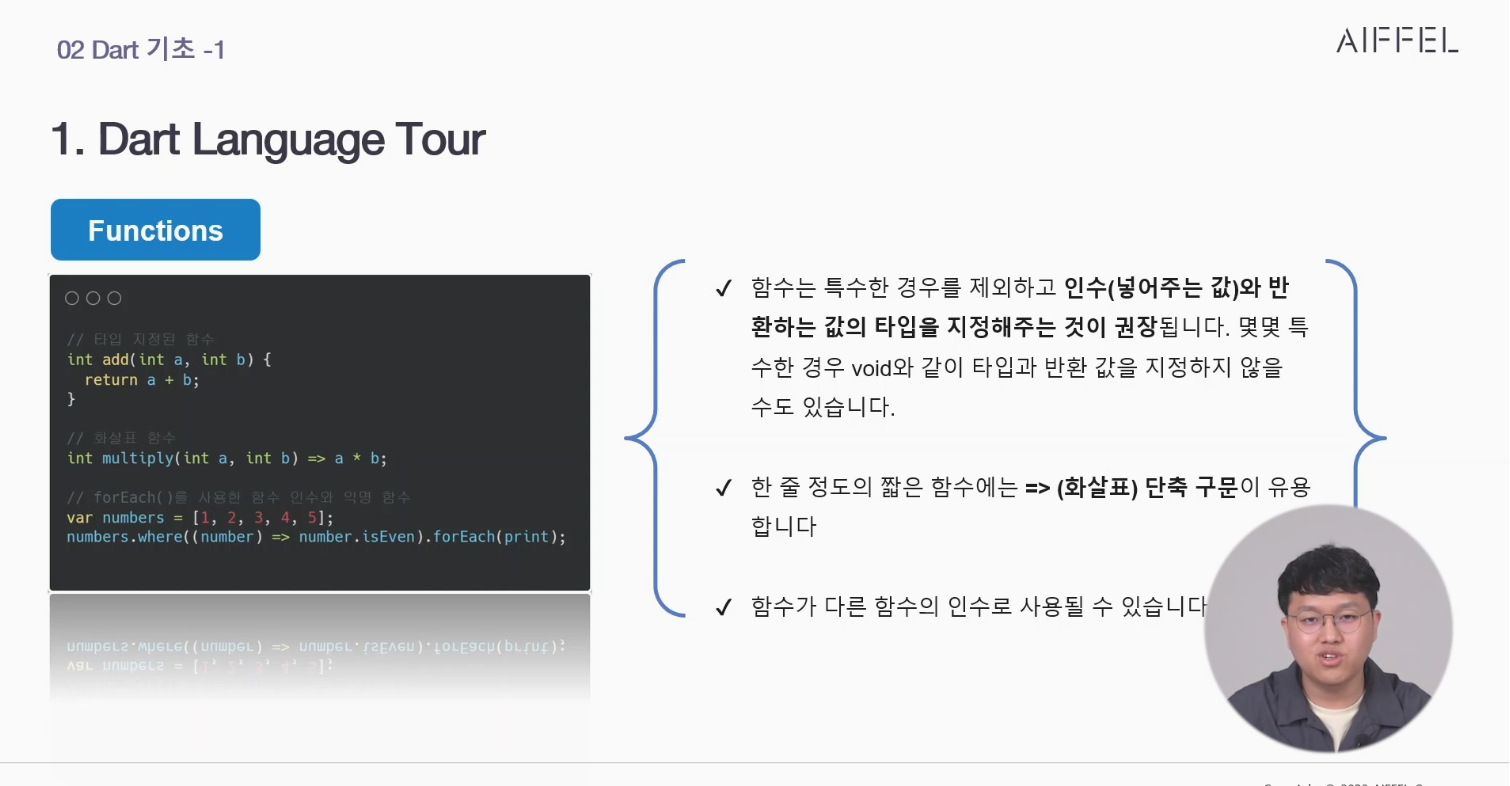 02 Dart 기초 -1
AIFFEL
1. Dart Language Tour
Functions
// 타입 지정된 함수
int add(int a, int b) {
return a + b;
}
// 화살표 함수
int multiply(int a, int b) => a * b;
// forEach()를 사용한 함수 인수와 익명 함수
var numbers = [1, 2, 3, 4, 5];
numbers.where((number) => number.isEven).forEach(print);
✓ 함수는 특수한 경우를 제외하고 인수(넣어주는 값)와 반
환하는 값의 타입을 지정해주는 것이 권장됩니다. 몇몇 특
수한 경우 void와 같이 타입과 반환 값을 지정하지 않을
수도 있습니다.
✓ 한 줄 정도의 짧은 함수에는 => (화살표) 단축 구문이 유용
합니다
✓ 함수가 다른 함수의 인수로 사용될 수 있습니다